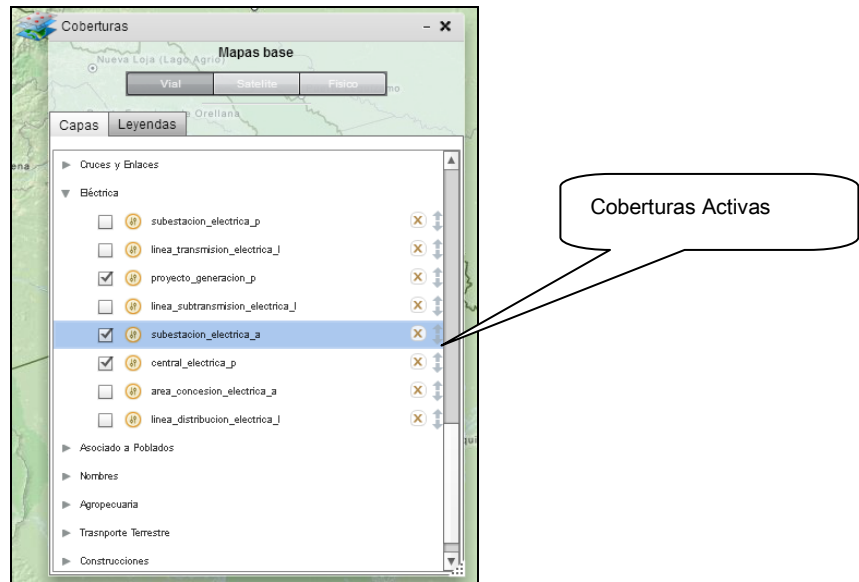 Coberturas
Mapas base
Nueva Loja (Lago Agrio)
Vial Satelite Físico
Orellana
Capas Leyendas
Cruces y Enlaces
Eléctrica
subestacion_electrica_p
linea_transmision_electrica_l
proyecto_generacion_p
linea_subtransmision_electrica_l
subestacion_electrica_a
central_electrica_p
area_concesion_electrica_a
linea_distribucion_electrica_l
Asociado a Poblados
Nombres
Agropecuaria
Trasnporte Terrestre
Construcciones
Coberturas Activas